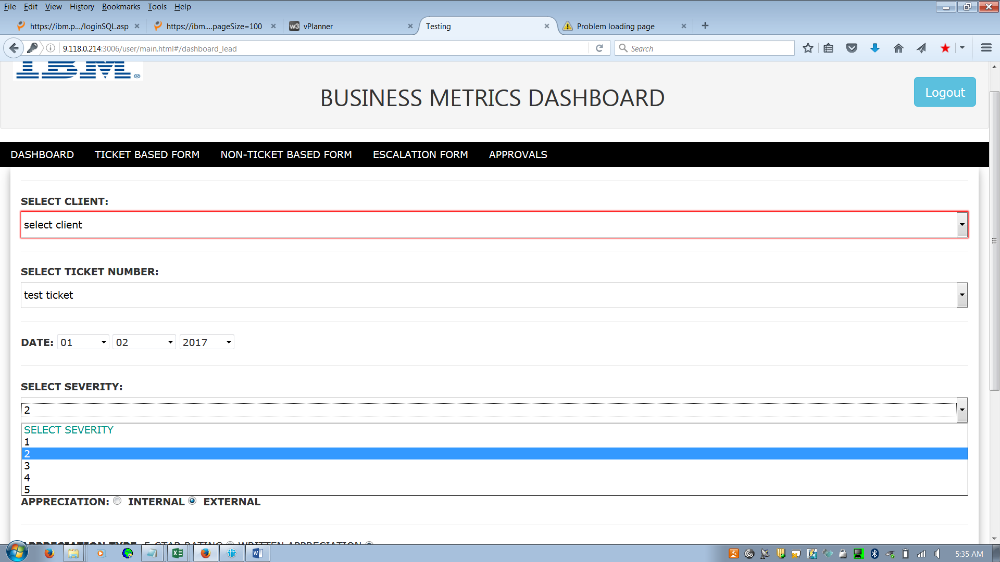 File Edit View History Bookmarks Tools Help
https://ibm.p.../loginSQL.asp
https://ibm....pageSize=100
w3 vPlanner
Testing
Problem loading page
9.118.0.214:3006/user/main.html#/dashboard_lead
Search
IBM®
BUSINESS METRICS DASHBOARD
Logout
DASHBOARD TICKET BASED FORM NON-TICKET BASED FORM ESCALATION FORM APPROVALS
SELECT CLIENT:
select client
SELECT TICKET NUMBER:
test ticket
DATE: 01 02 2017
SELECT SEVERITY:
2
SELECT SEVERITY
1
2
3
4
5
APPRECIATION: INTERNAL EXTERNAL
APPRECIATION TYPE 5 STAR RATING WRITTEN APPRECIATION
5:35 AM